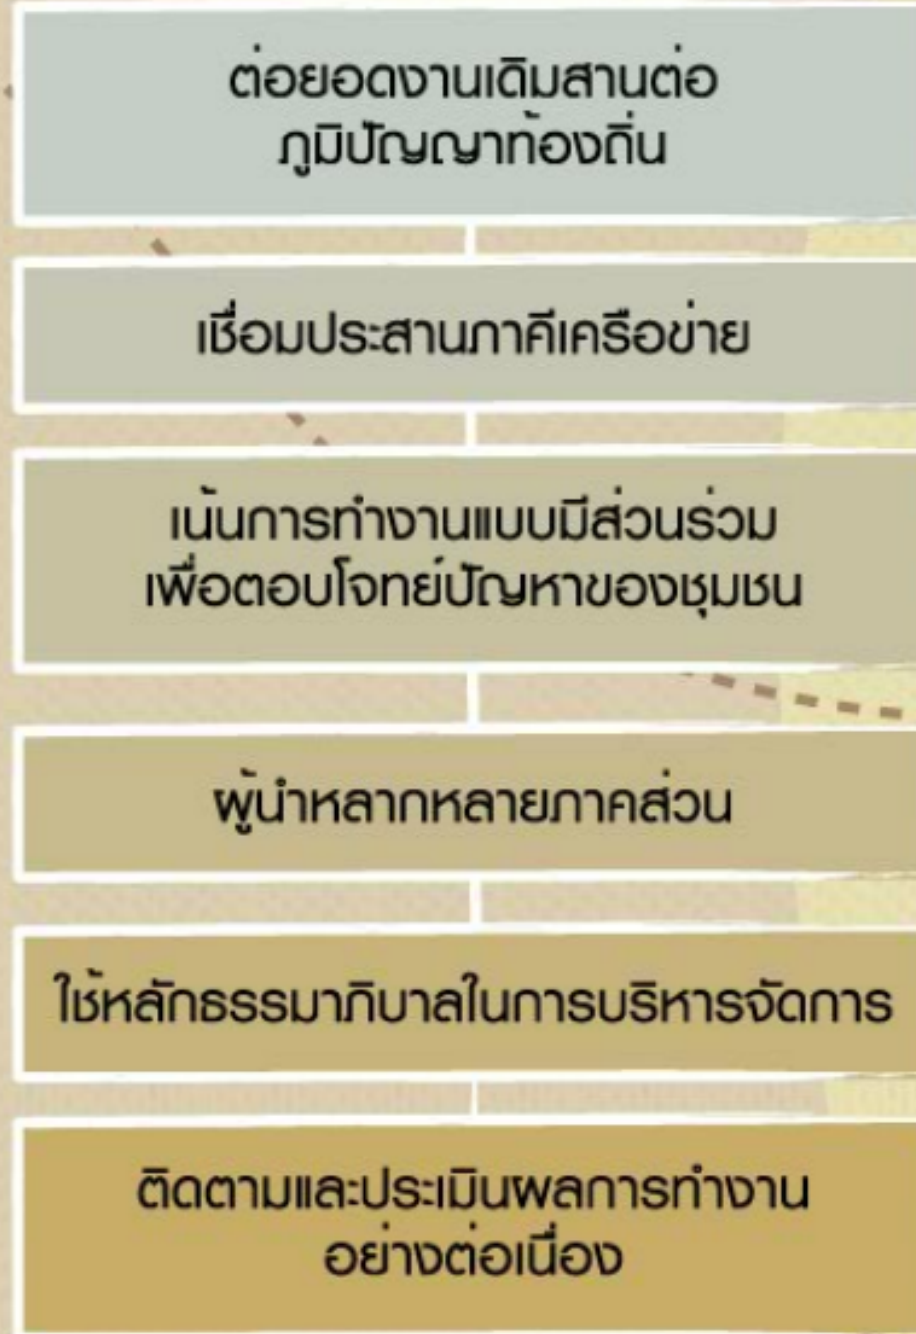 ต่อยอดงานเดิมสานต่อ
ภูมิปัญญาท้องถิ่น
เชื่อมประสานภาคีเครือข่าย
เน้นการทำงานแบบมีส่วนร่วม
เพื่อตอบโจทย์ปัญหาของชุมชน
ผู้นำหลากหลายภาคส่วน
ใช้หลักธรรมาภิบาลในการบริหารจัดการ
ติดตามและประเมินผลการทำงาน
อย่างต่อเนื่อง